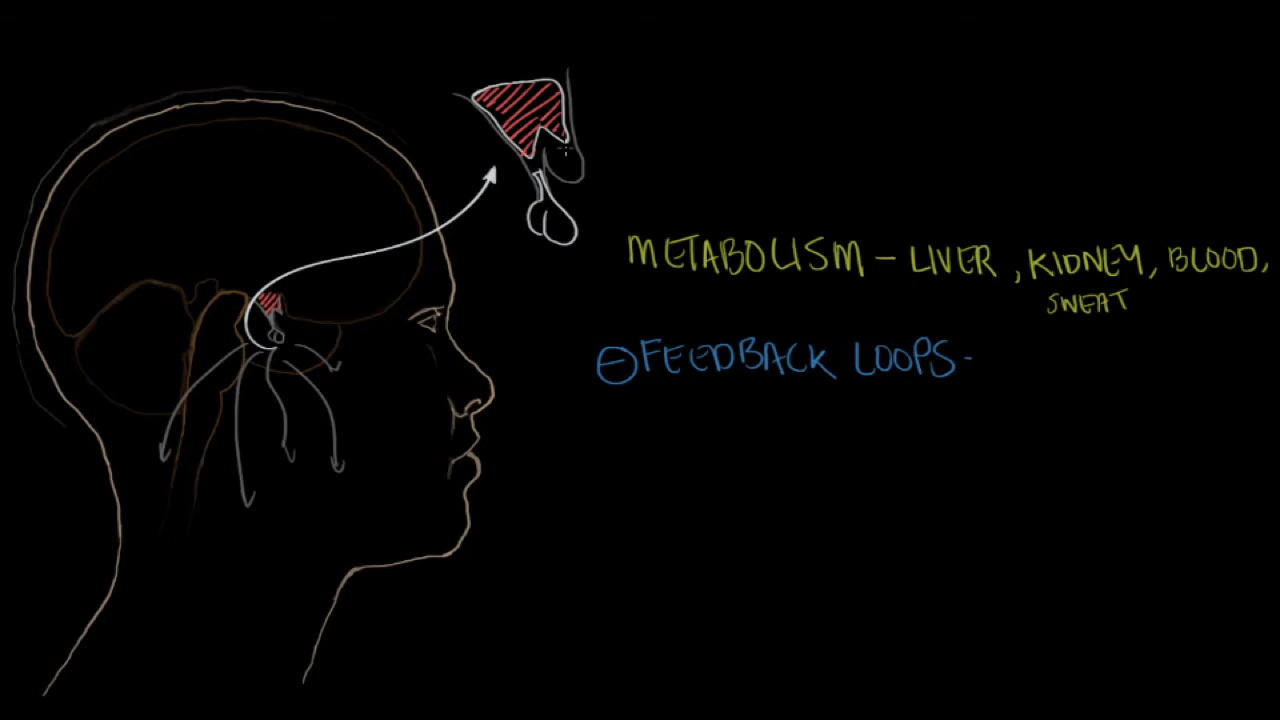 METABOLISM - LIVER, KIDNEY, BLOOD,
SWEAT
⊖ FEEDBACK LOOPS -